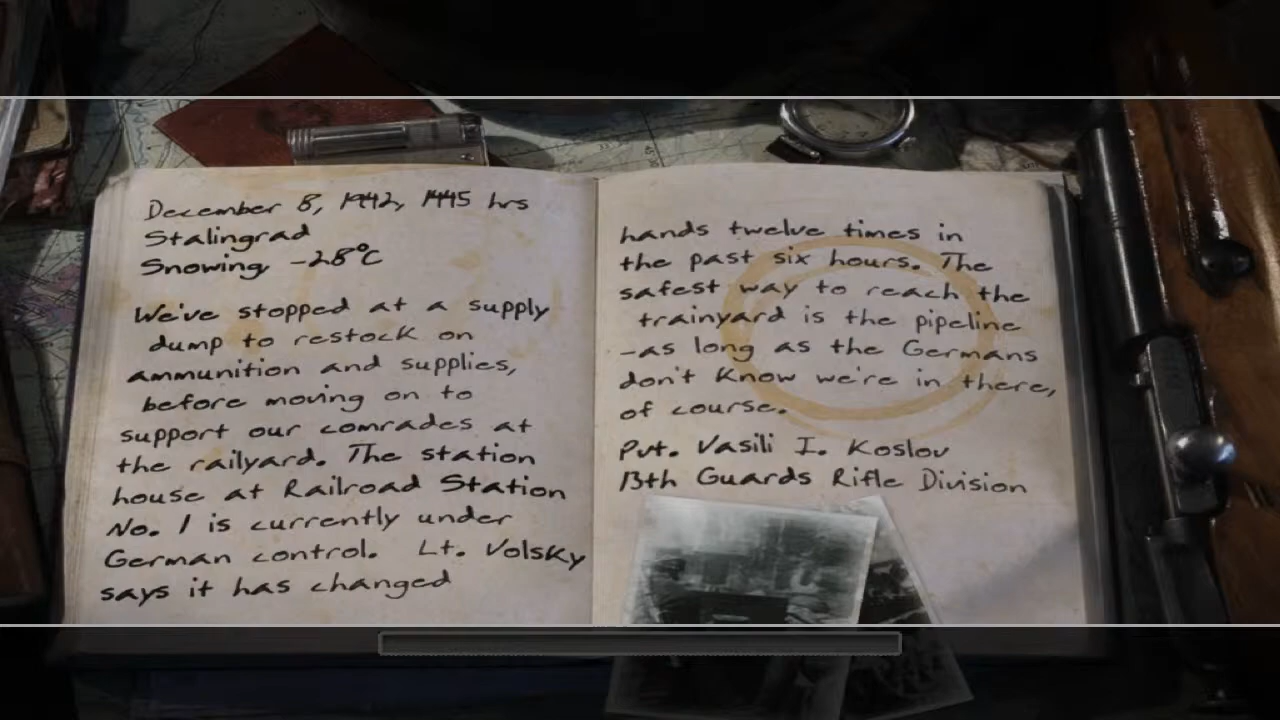 December 8, 1942, 1445 hrs
Stalingrad
Snowing, -28°C
We've stopped at a supply
dump to restock on
ammunition and supplies,
before moving on to
support our comrades at
the railyard. The station
house at Railroad Station
No. 1 is currently under
German control. Lt. Volsky
says it has changed
hands twelve times in
the past six hours. The
safest way to reach the
trainyard is the pipeline
-as long as the Germans
don't know we're in there,
of course.
Pvt. Vasili I. Koslov
13th Guards Rifle Division